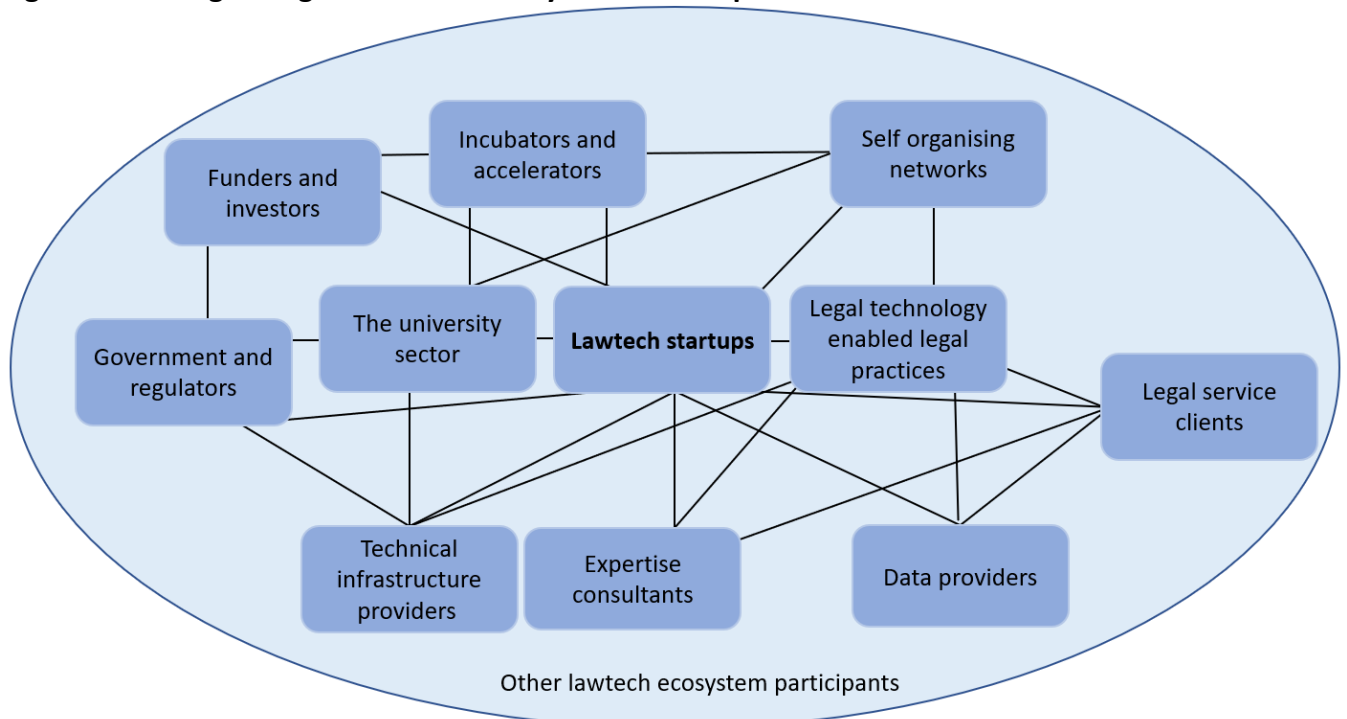 Incubators and
accelerators
Self organising
networks
Funders and
investors
The university
sector
Lawtech startups
Legal technology
enabled legal
practices
Government and
regulators
Legal service
clients
Technical
infrastructure
providers
Expertise
consultants
Data providers
Other lawtech ecosystem participants